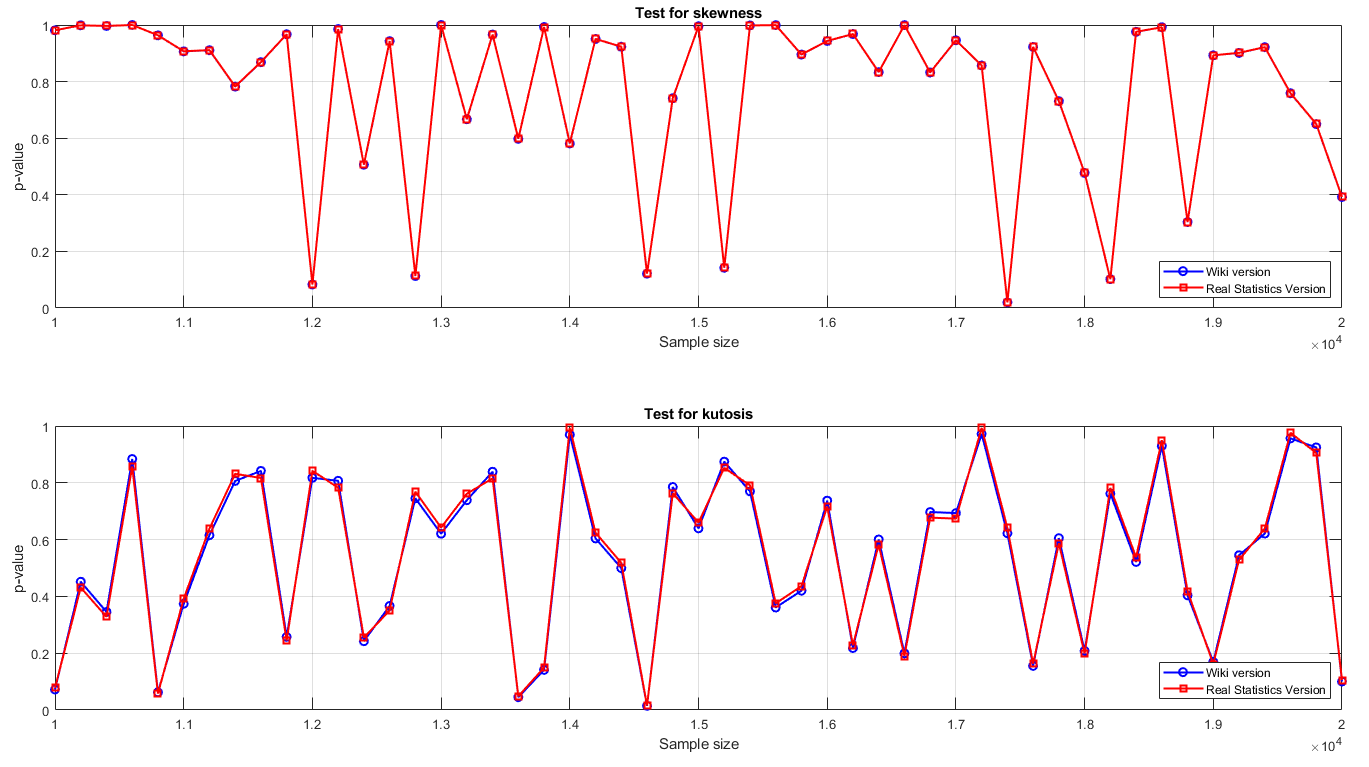 Test for skewness
1
0.8
0.6
0.4
0.2
0
p-value
Wiki version
Real Statistics Version
1 1.1 1.2 1.3 1.4 1.5 1.6 1.7 1.8 1.9 2
Sample size
×10^4
Test for kutosis
1
0.8
0.6
0.4
0.2
0
p-value
Wiki version
Real Statistics Version
1 1.1 1.2 1.3 1.4 1.5 1.6 1.7 1.8 1.9 2
Sample size
×10^4